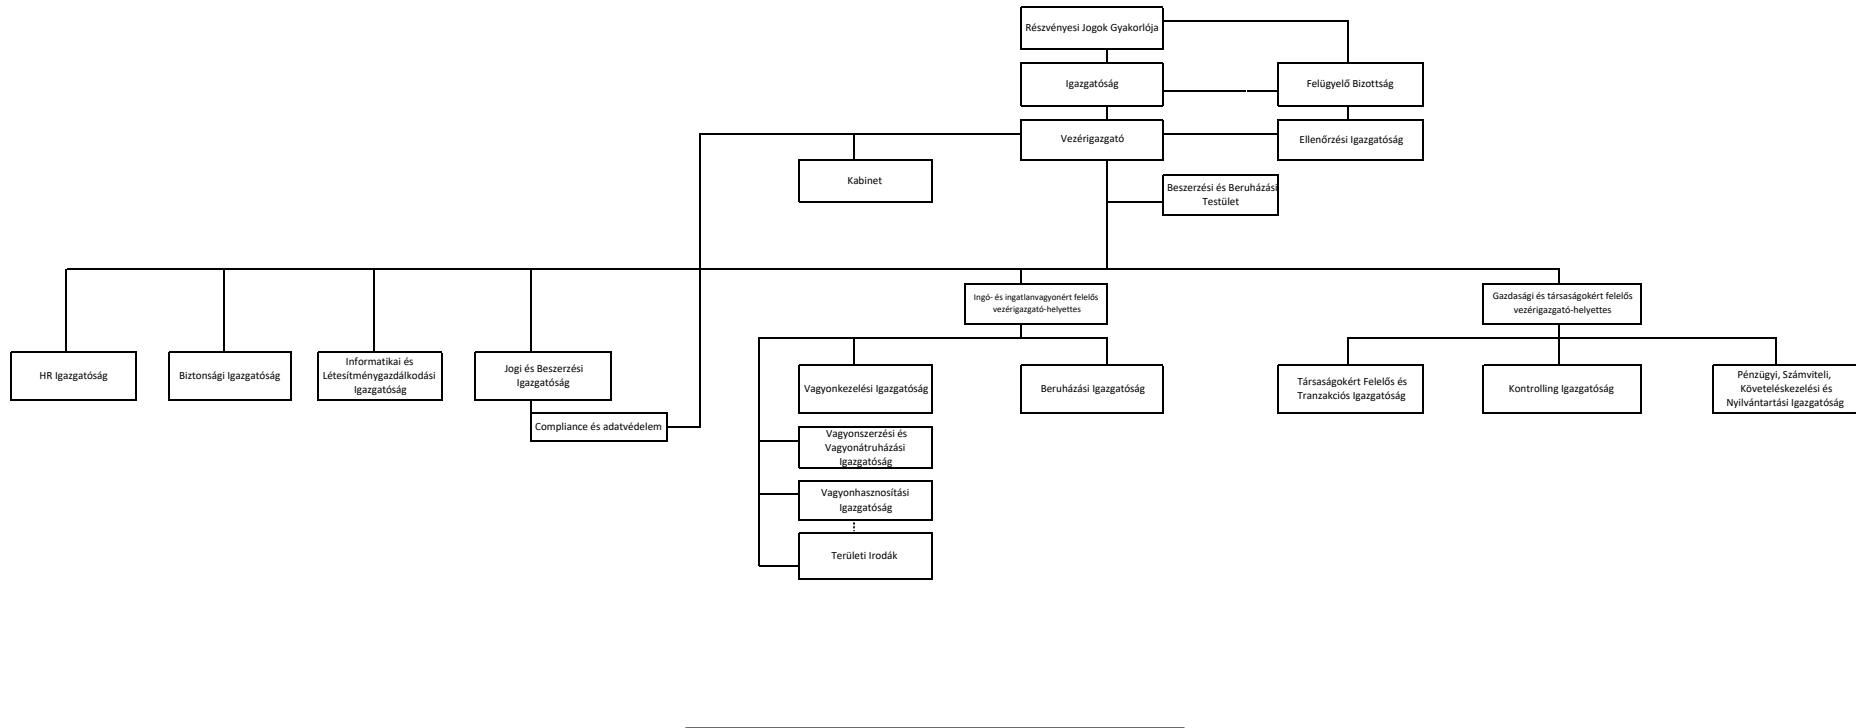 Részvényesi Jogok Gyakorlója
Igazgatóság
Felügyelő Bizottság
Vezérigazgató
Ellenőrzési Igazgatóság
Kabinet
Beszerzési és Beruházási
Testület
Ingó- és ingatlanvagyonért felelős
vezérigazgató-helyettes
Gazdasági és társaságokért felelős
vezérigazgató-helyettes
HR Igazgatóság
Biztonsági Igazgatóság
Informatikai és
Létesítménygazdálkodási
Igazgatóság
Jogi és Beszerzési
Igazgatóság
Compliance és adatvédelem
Vagyonkezelési Igazgatóság
Beruházási Igazgatóság
Társaságokért Felelős és
Tranzakciós Igazgatóság
Kontrolling Igazgatóság
Pénzügyi, Számviteli,
Követeléskezelési és
Nyilvántartási Igazgatóság
Vagyonszerzési és
Vagyonátruházási
Igazgatóság
Vagyonhasznosítási
Igazgatóság
Területi Irodák